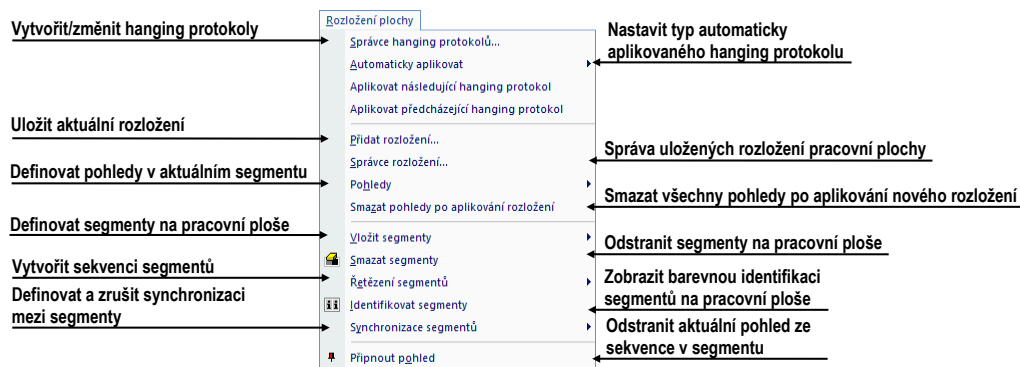 Rozložení plochy
Vytvořit/změnit hanging protokoly
Nastavit typ automaticky
aplikovaného hanging protokolu
Správce hanging protokolů...
Automaticky aplikovat
Aplikovat následující hanging protokol
Aplikovat předcházející hanging protokol
Uložit aktuální rozložení
Přidat rozložení...
Správce rozložení...
Správa uložených rozložení pracovní plochy
Definovat pohledy v aktuálním segmentu
Pohledy
Smazat pohledy po aplikování rozložení
Smazat všechny pohledy po aplikování nového rozložení
Definovat segmenty na pracovní ploše
Vložit segmenty
Smazat segmenty
Odstranit segmenty na pracovní ploše
Vytvořit sekvenci segmentů
Řetězení segmentů
Zobrazit barevnou identifikaci
segmentů na pracovní ploše
Definovat a zrušit synchronizaci
mezi segmenty
Identifikovat segmenty
Synchronizace segmentů
Odstranit aktuální pohled ze
sekvence v segmentu
Připnout pohled